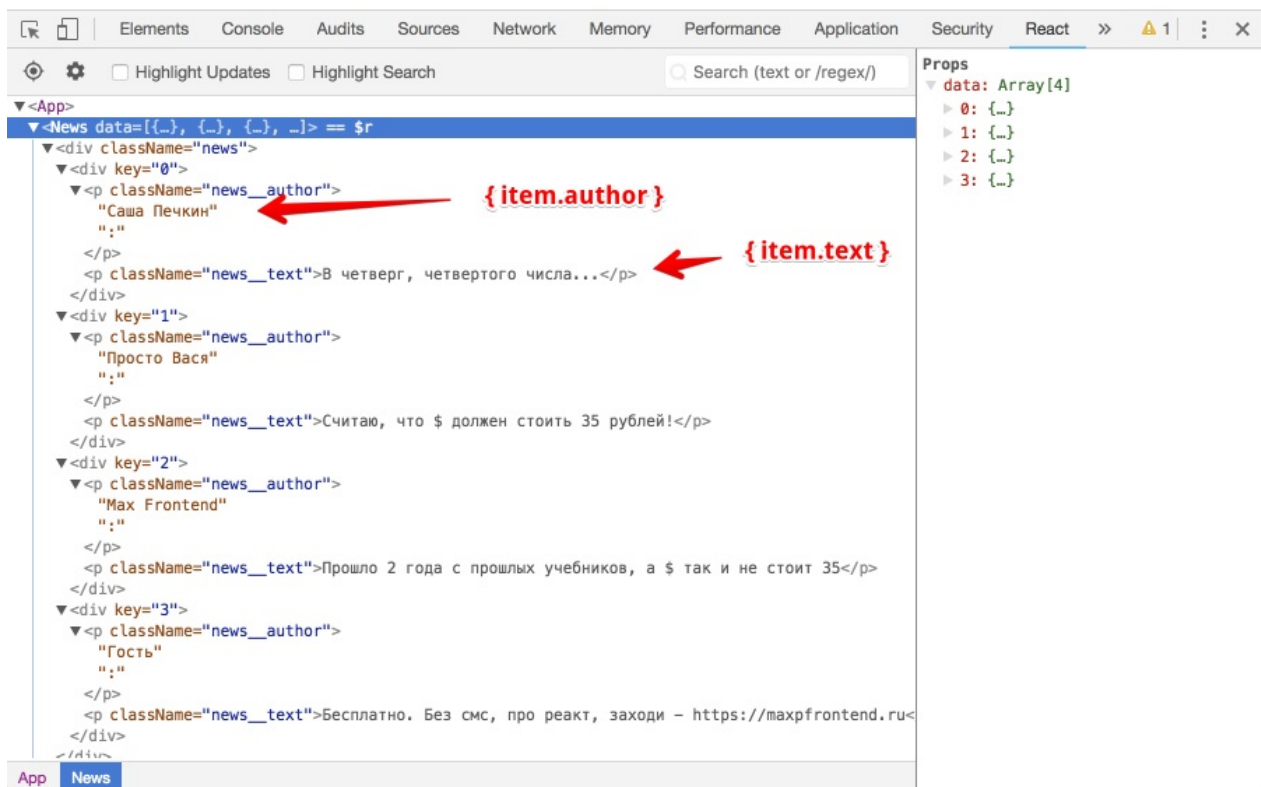 Elements Console Audits Sources Network Memory Performance Application Security React » 1
Highlight Updates Highlight Search Search (text or /regex/)
▼<App>
▼<News data=[{…}, {…}, {…}, …]> == $r
▼<div className="news">
▼<div key="0">
▼<p className="news__author">
"Саша Печкин"
":"
</p>
<p className="news__text">В четверг, четвертого числа...</p>
</div>
▼<div key="1">
▼<p className="news__author">
"Просто Вася"
":"
</p>
<p className="news__text">Считаю, что $ должен стоить 35 рублей!</p>
</div>
▼<div key="2">
▼<p className="news__author">
"Max Frontend"
":"
</p>
<p className="news__text">Прошло 2 года с прошлых учебников, а $ так и не стоит 35</p>
</div>
▼<div key="3">
▼<p className="news__author">
"Гость"
":"
</p>
<p className="news__text">Бесплатно. Без смс, про реакт, заходи – https://maxpfrontend.ru<
</div>
</div>
App News
{ item.author }
{ item.text }
Props
▼ data: Array[4]
▶ 0: {…}
▶ 1: {…}
▶ 2: {…}
▶ 3: {…}